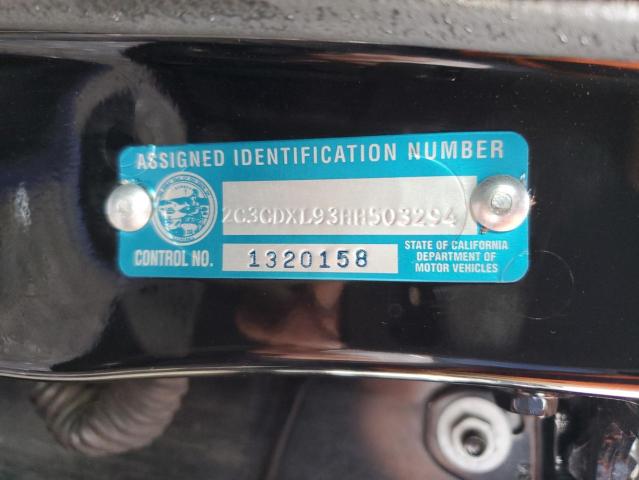 ASSIGNED IDENTIFICATION NUMBER
2C3CDXL93HH503294
CONTROL NO. 1320158
STATE OF CALIFORNIA
DEPARTMENT OF
MOTOR VEHICLES